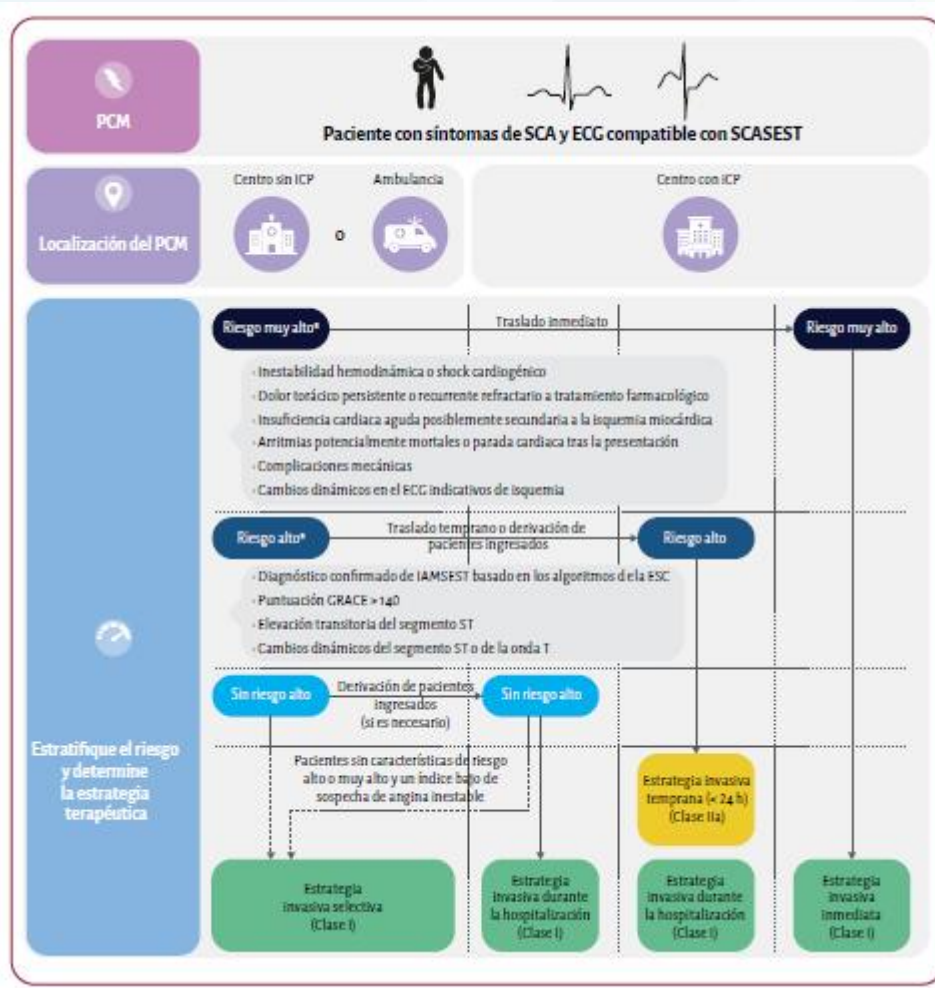 PCM
Paciente con síntomas de SCA y ECG compatible con SCASEST
Localización del PCM
Centro sin ICP
o
Ambulancia
Centro con ICP
Riesgo muy alto*
Traslado inmediato
Riesgo muy alto
· Inestabilidad hemodinámica o shock cardiogénico
· Dolor torácico persistente o recurrente refractario a tratamiento farmacológico
· Insuficiencia cardiaca aguda posiblemente secundaria a la isquemia miocárdica
· Arritmias potencialmente mortales o parada cardiaca tras la presentación
· Complicaciones mecánicas
· Cambios dinámicos en el ECG indicativos de isquemia
Riesgo alto*
Traslado temprano o derivación de
pacientes ingresados
Riesgo alto
· Diagnóstico confirmado de IAMSEST basado en los algoritmos de la ESC
· Puntuación GRACE > 140
· Elevación transitoria del segmento ST
· Cambios dinámicos del segmento ST o de la onda T
Sin riesgo alto
Derivación de pacientes
ingresados
(si es necesario)
Sin riesgo alto
Estratifique el riesgo
y determine
la estrategia
terapéutica
Pacientes sin características de riesgo
alto o muy alto y un índice bajo de
sospecha de angina inestable
Estrategia invasiva
temprana (< 24 h)
(Clase IIa)
Estrategia
invasiva selectiva
(Clase I)
Estrategia
invasiva durante
la hospitalización
(Clase I)
Estrategia
invasiva durante
la hospitalización
(Clase I)
Estrategia
invasiva
inmediata
(Clase I)